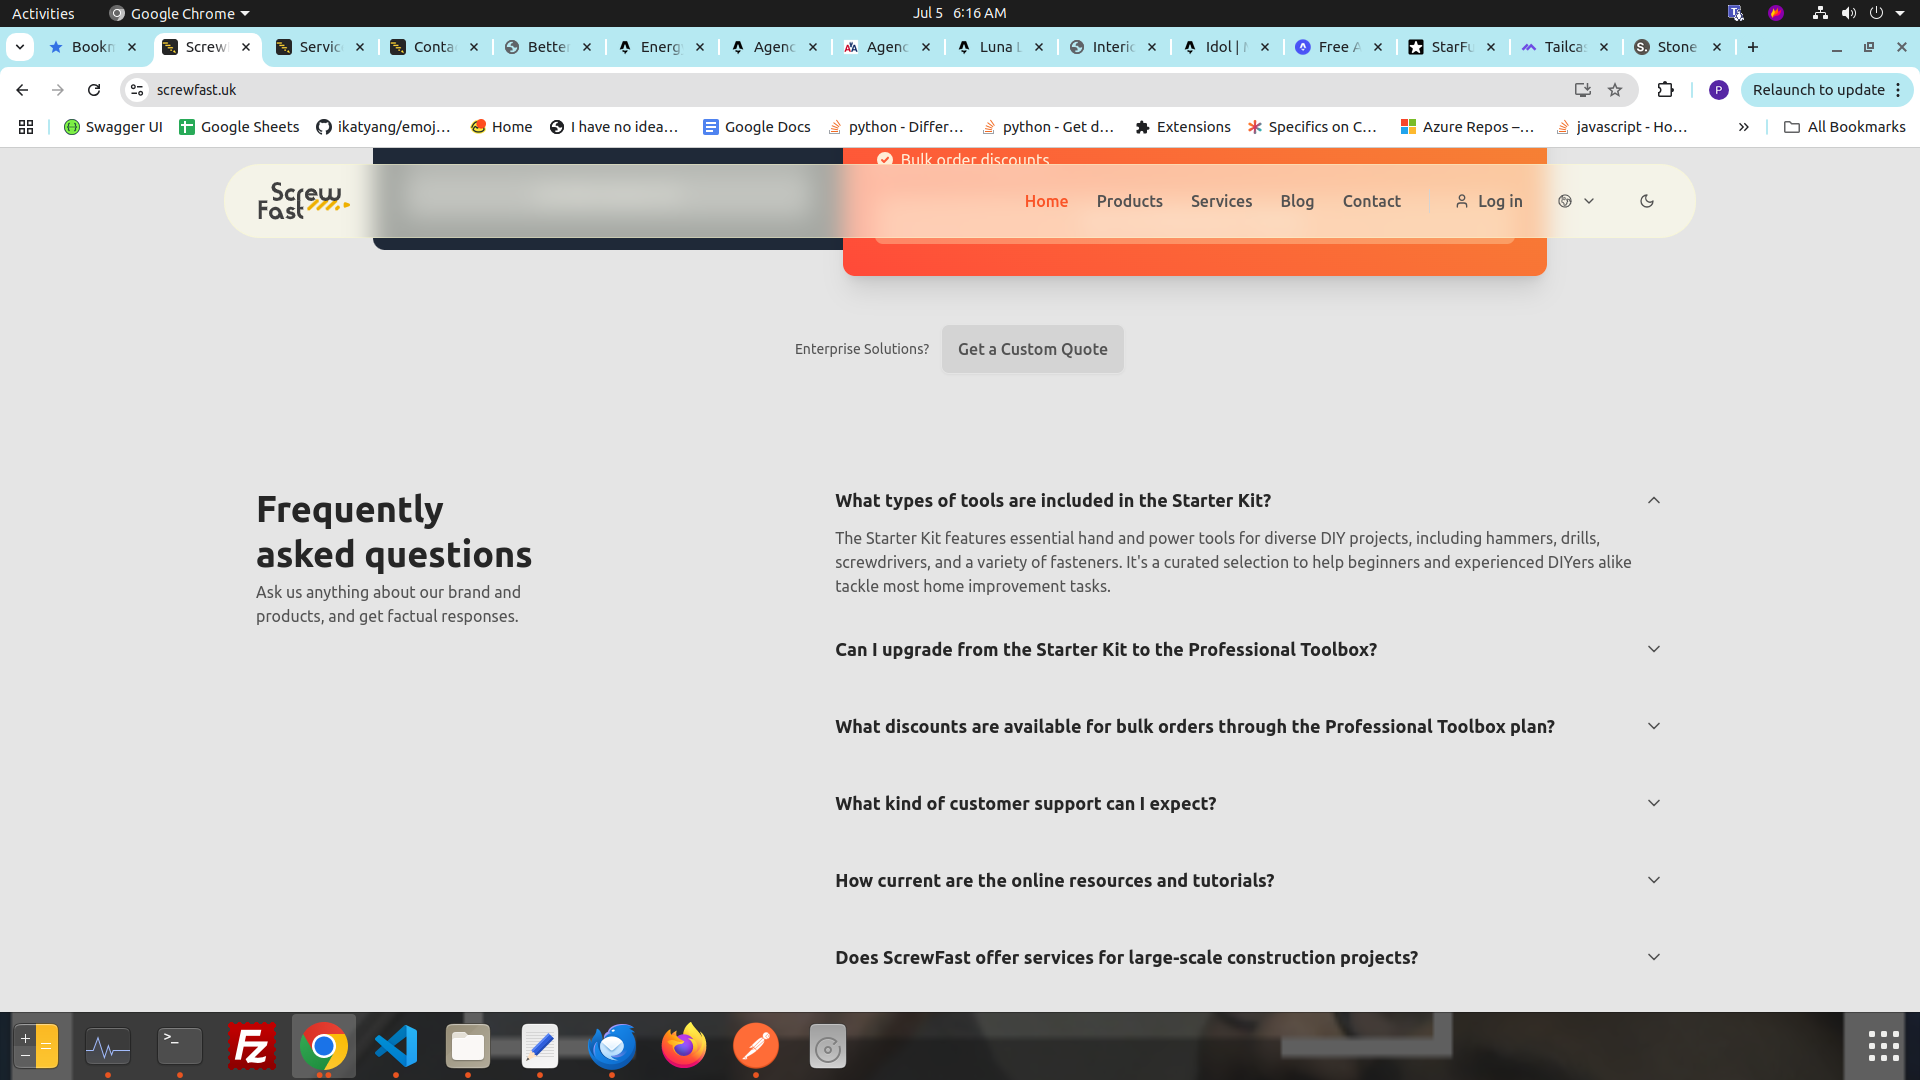 Activities
Google Chrome
Jul 5 6:16 AM
Bookm
Screw
Servic
Conta
Better
Energy
Agenc
Agenc
Luna L
Interio
Idol | M
Free A
StarFu
Tailcas
Stone
screwfast.uk
P
Relaunch to update
Swagger UI
Google Sheets
ikatyang/emoj...
Home
I have no idea...
Google Docs
python - Differ...
python - Get d...
Extensions
Specifics on C...
Azure Repos –...
javascript - Ho...
All Bookmarks
Bulk order discounts
Screw
Fast
Home
Products
Services
Blog
Contact
Log in
Enterprise Solutions?
Get a Custom Quote
Frequently
asked questions
Ask us anything about our brand and
products, and get factual responses.
What types of tools are included in the Starter Kit?
The Starter Kit features essential hand and power tools for diverse DIY projects, including hammers, drills,
screwdrivers, and a variety of fasteners. It's a curated selection to help beginners and experienced DIYers alike
tackle most home improvement tasks.
Can I upgrade from the Starter Kit to the Professional Toolbox?
What discounts are available for bulk orders through the Professional Toolbox plan?
What kind of customer support can I expect?
How current are the online resources and tutorials?
Does ScrewFast offer services for large-scale construction projects?